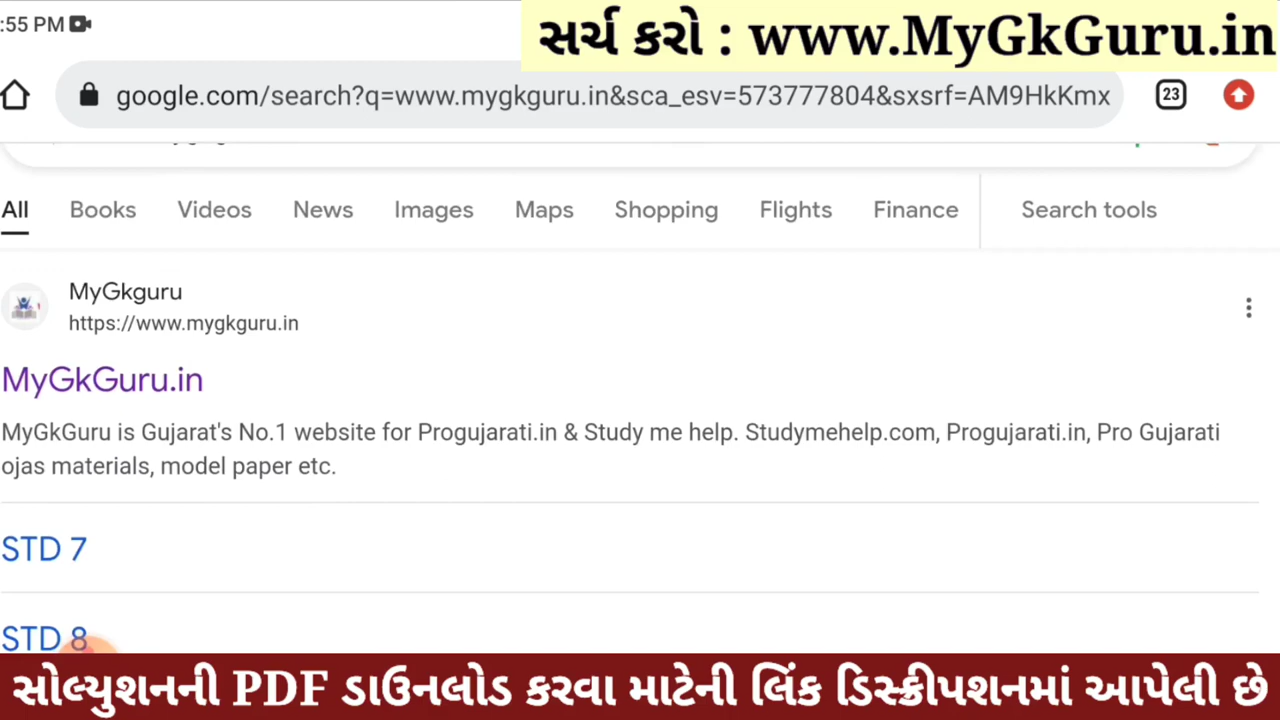 :55 PM
સર્ચ કરો : www.MyGkGuru.in
google.com/search?q=www.mygkguru.in&sca_esv=573777804&sxsrf=AM9HkKmx
23
All Books Videos News Images Maps Shopping Flights Finance Search tools
MyGkguru
https://www.mygkguru.in
MyGkGuru.in
MyGkGuru is Gujarat's No.1 website for Progujarati.in & Study me help. Studymehelp.com, Progujarati.in, Pro Gujarati
ojas materials, model paper etc.
STD 7
STD 8
સોલ્યુશનની PDF ડાઉનલોડ કરવા માટેની લિંક ડિસ્ક્રીપશનમાં આપેલી છે